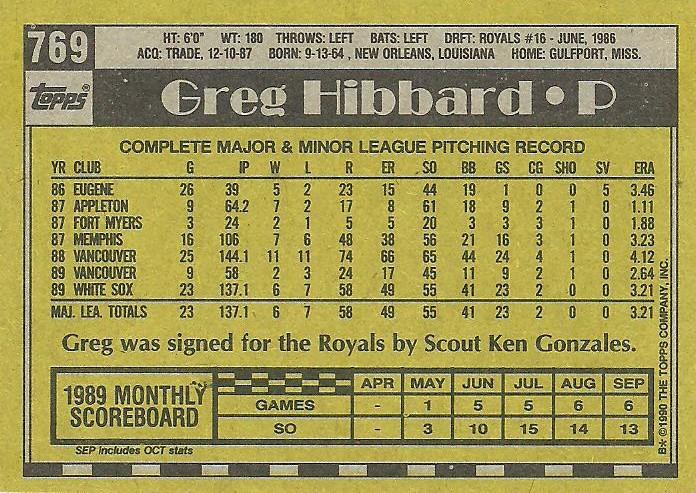 769
HT: 6'0" WT: 180 THROWS: LEFT BATS: LEFT DRFT: ROYALS #16 - JUNE, 1986
ACQ: TRADE, 12-10-87 BORN: 9-13-64 , NEW ORLEANS, LOUISIANA HOME: GULFPORT, MISS.
topps®
Greg Hibbard • P
COMPLETE MAJOR & MINOR LEAGUE PITCHING RECORD
YR CLUB G IP W L R ER SO BB GS CG SHO SV ERA
86 EUGENE 26 39 5 2 23 15 44 19 1 0 0 5 3.46
87 APPLETON 9 64.2 7 2 17 8 61 18 9 2 1 0 1.11
87 FORT MYERS 3 24 2 1 5 5 20 3 3 3 1 0 1.88
87 MEMPHIS 16 106 7 6 48 38 56 21 16 3 1 0 3.23
88 VANCOUVER 25 144.1 11 11 74 66 65 44 24 4 1 0 4.12
89 VANCOUVER 9 58 2 3 24 17 45 11 9 2 1 0 2.64
89 WHITE SOX 23 137.1 6 7 58 49 55 41 23 2 0 0 3.21
MAJ. LEA. TOTALS 23 137.1 6 7 58 49 55 41 23 2 0 0 3.21
Greg was signed for the Royals by Scout Ken Gonzales.
1989 MONTHLY
SCOREBOARD
APR MAY JUN JUL AUG SEP
GAMES - 1 5 5 6 6
SO - 3 10 15 14 13
SEP includes OCT stats
B* ©1990 THE TOPPS COMPANY, INC.